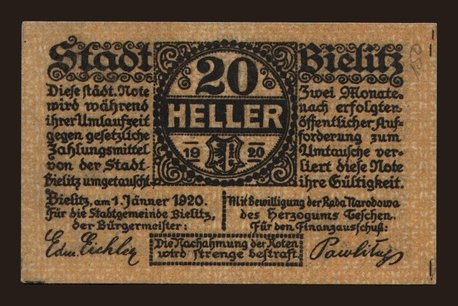 Stadt Bielitz
20
HELLER
19 20
Diese städt. Note
wird während
ihrer Umlaufzeit
gegen gesetzliche
Zahlungsmittel
von der Stadt
Bielitz umgetauscht.
Zwei Monate
nach erfolgter
öffentlicher Auf-
forderung zum
Umtausche ver-
liert diese Note
ihre Gültigkeit.
Bielitz, am 1. Jänner 1920.
Für die Stadtgemeinde Bielitz,
der Bürgermeister:
Edm. Eichler
Mit Bewilligung der Rada Narodowa
des Herzogums Teschen.
Für den Finanzausschuß:
Die Nachahmung der Noten
wird strenge bestraft.